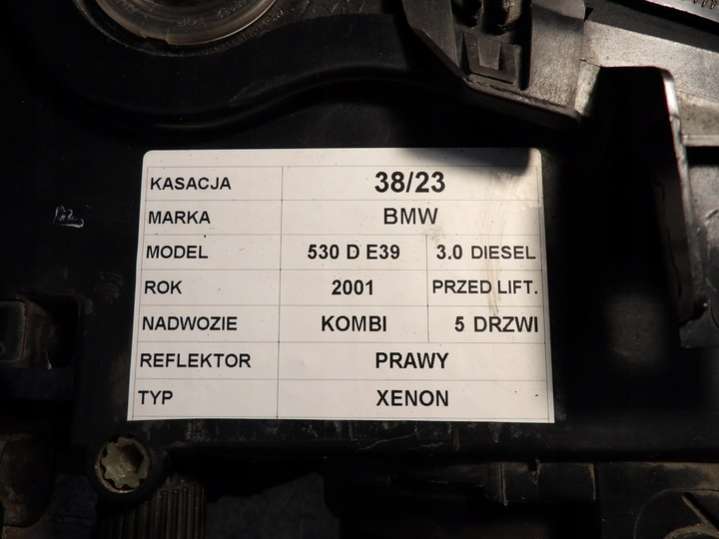 KASACJA 38/23
MARKA BMW
MODEL 530 D E39 3.0 DIESEL
ROK 2001 PRZED LIFT.
NADWOZIE KOMBI 5 DRZWI
REFLEKTOR PRAWY
TYP XENON